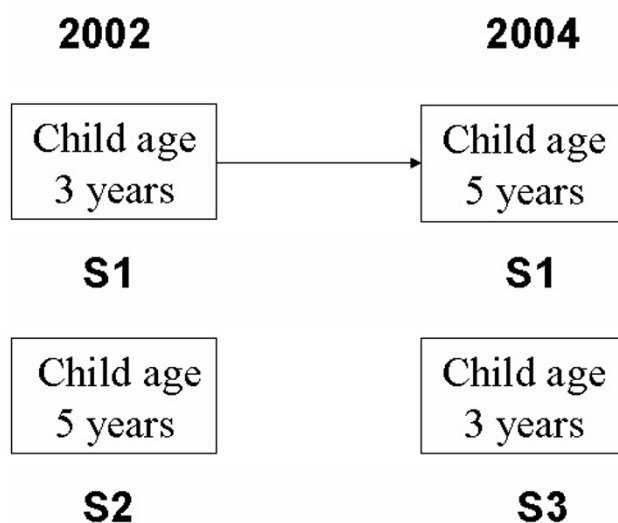 2002
2004
Child age
3 years
Child age
5 years
S1
S1
Child age
5 years
Child age
3 years
S2
S3